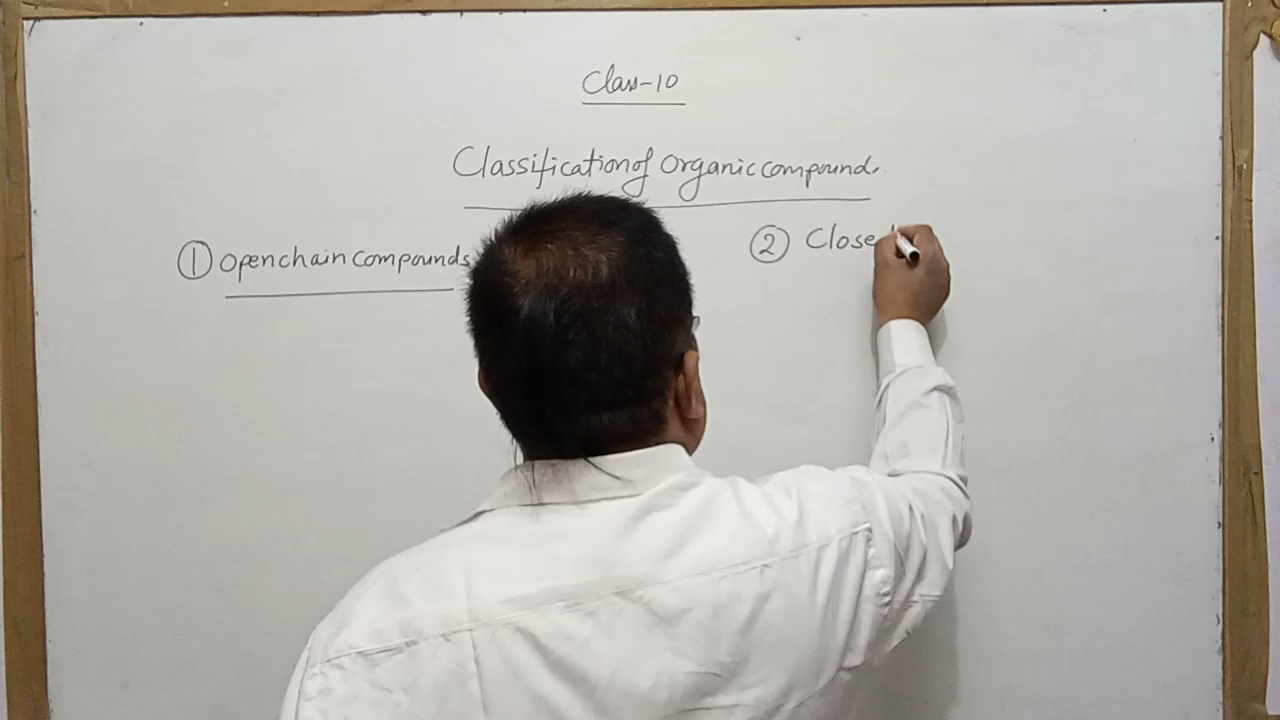 Class-10
Classification of Organic compound.
① Open chain compounds
② Close